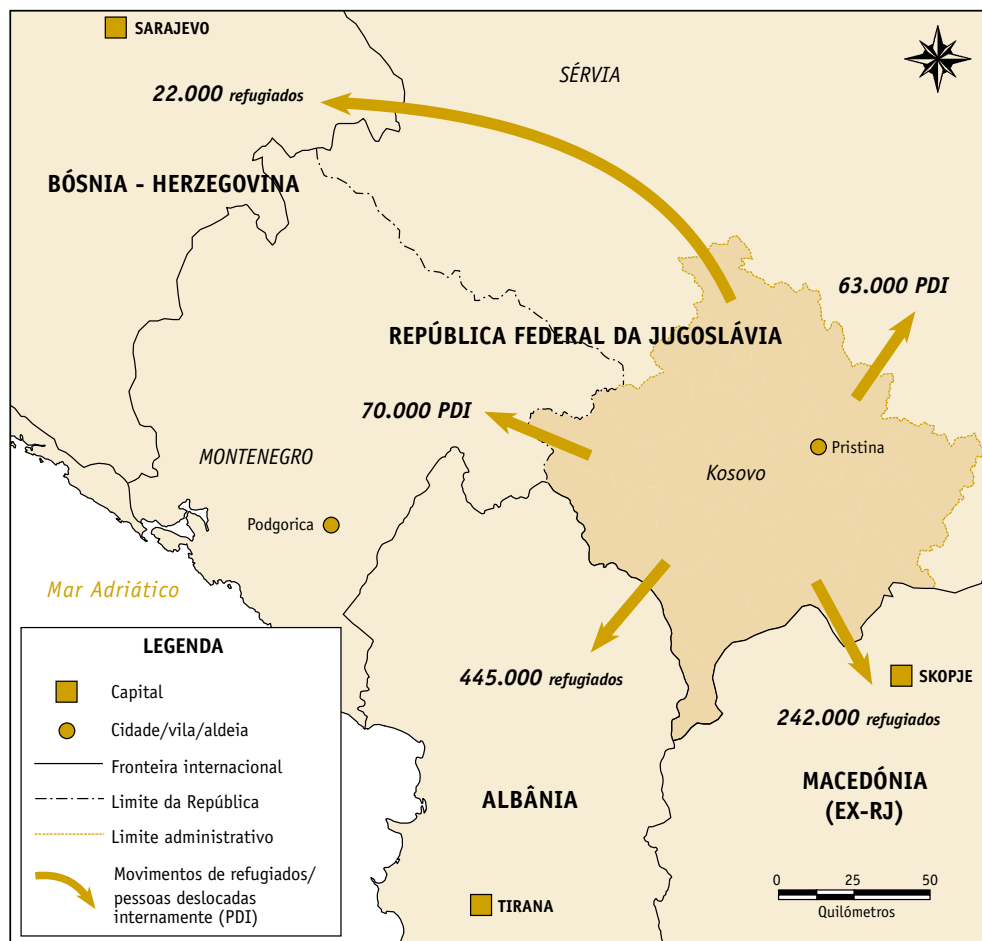 SARAJEVO
SÉRVIA
22.000 refugiados
BÓSNIA - HERZEGOVINA
63.000 PDI
REPÚBLICA FEDERAL DA JUGOSLÁVIA
70.000 PDI
MONTENEGRO
Pristina
Kosovo
Podgorica
Mar Adriático
445.000 refugiados
SKOPJE
242.000 refugiados
ALBÂNIA
MACEDÓNIA
(EX-RJ)
TIRANA
LEGENDA
Capital
Cidade/vila/aldeia
Fronteira internacional
Limite da República
Limite administrativo
Movimentos de refugiados/
pessoas deslocadas
internamente (PDI)
0 25 50
Quilómetros